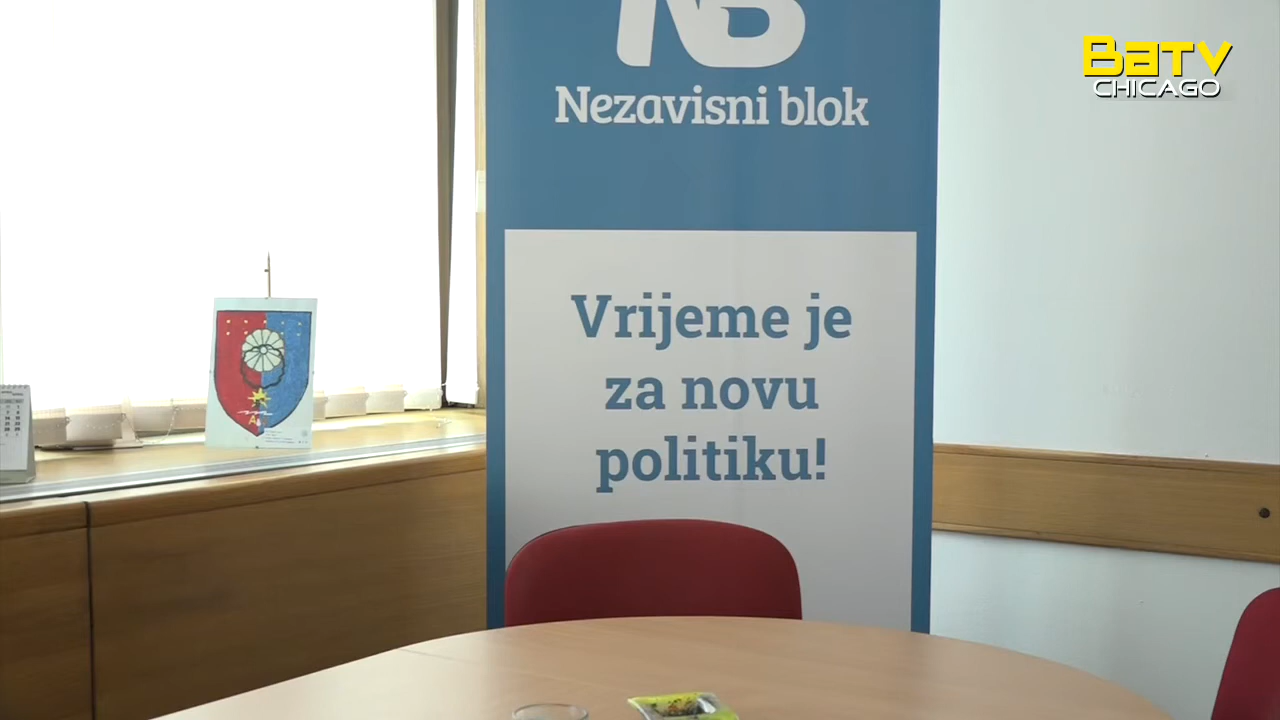 BaTV
CHICAGO
NB
Nezavisni blok
Vrijeme je
za novu
politiku!